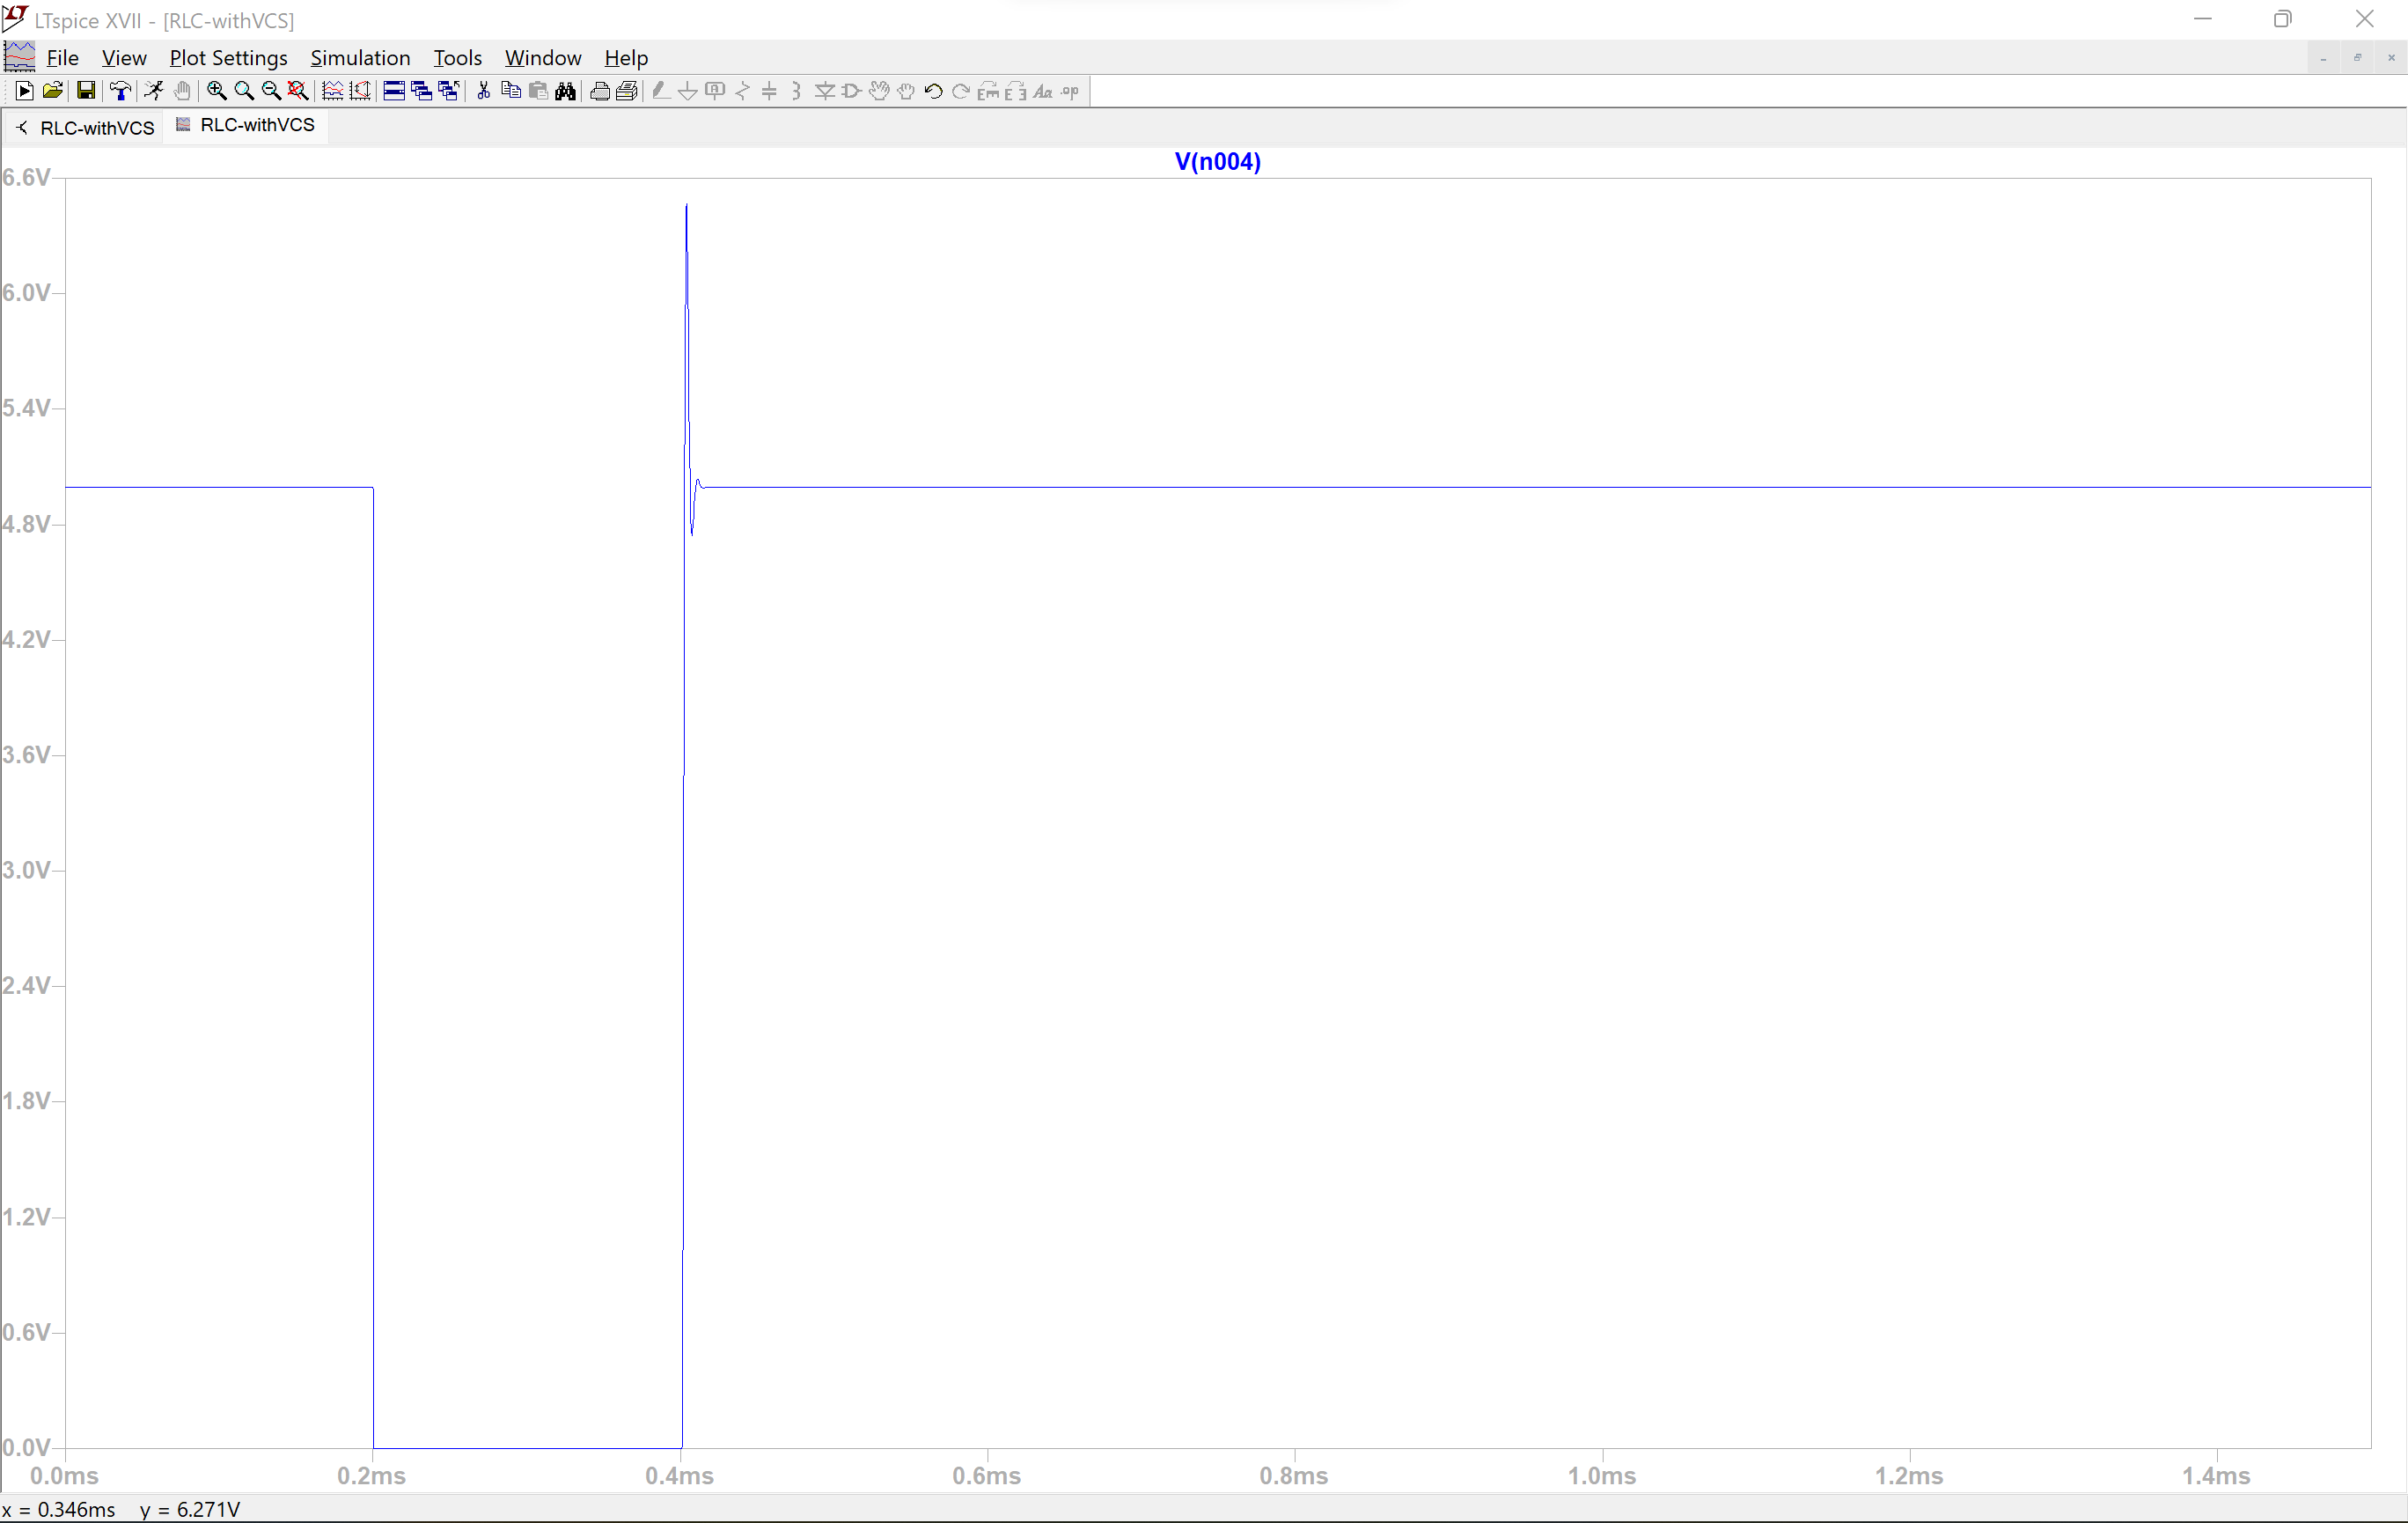 LTspice XVII - [RLC-withVCS]
File View Plot Settings Simulation Tools Window Help
RLC-withVCS RLC-withVCS
V(n004)
6.6V
6.0V
5.4V
4.8V
4.2V
3.6V
3.0V
2.4V
1.8V
1.2V
0.6V
0.0V
0.0ms 0.2ms 0.4ms 0.6ms 0.8ms 1.0ms 1.2ms 1.4ms
x = 0.346ms y = 6.271V